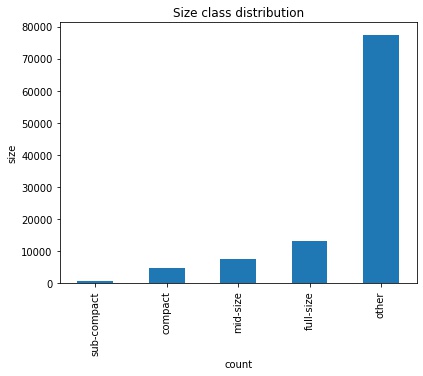 Size class distribution
80000
70000
60000
50000
40000
30000
20000
10000
0
size
sub-compact
compact
mid-size
full-size
other
count